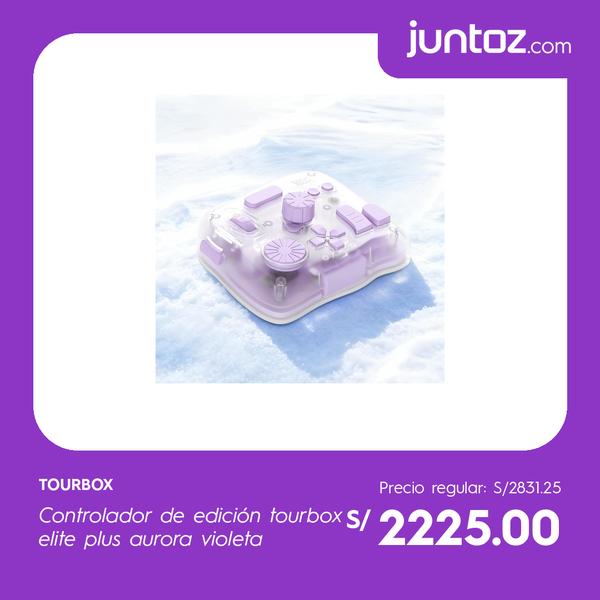 juntoz.com
TOURBOX
Precio regular: S/2831.25
Controlador de edición tourbox
elite plus aurora violeta
S/ 2225.00